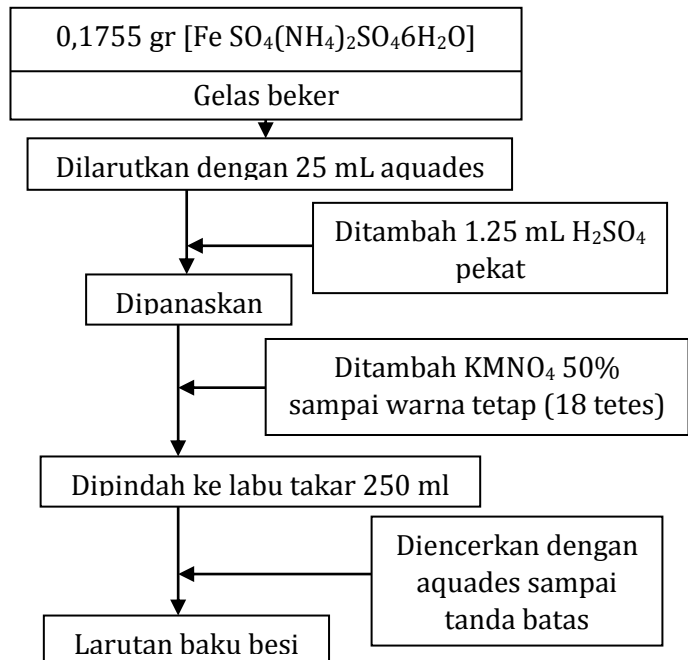 0,1755 gr [Fe SO₄(NH₄)₂SO₄6H₂O]
Gelas beker
Dilarutkan dengan 25 mL aquades
Ditambah 1.25 mL H₂SO₄
pekat
Dipanaskan
Ditambah KMNO₄ 50%
sampai warna tetap (18 tetes)
Dipindah ke labu takar 250 ml
Diencerkan dengan
aquades sampai
tanda batas
Larutan baku besi